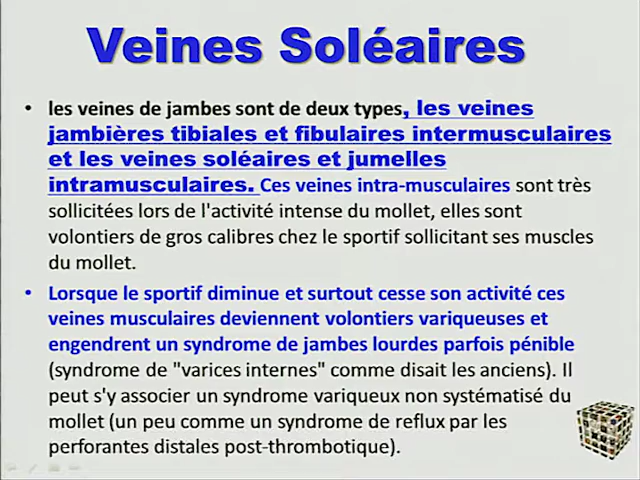 Veines Soléaires
• les veines de jambes sont de deux types, les veines
jambières tibiales et fibulaires intermusculaires
et les veines soléaires et jumelles
intramusculaires. Ces veines intra-musculaires sont très
sollicitées lors de l'activité intense du mollet, elles sont
volontiers de gros calibres chez le sportif sollicitant ses muscles
du mollet.
• Lorsque le sportif diminue et surtout cesse son activité ces
veines musculaires deviennent volontiers variqueuses et
engendrent un syndrome de jambes lourdes parfois pénible
(syndrome de "varices internes" comme disait les anciens). Il
peut s'y associer un syndrome variqueux non systématisé du
mollet (un peu comme un syndrome de reflux par les
perforantes distales post-thrombotique).